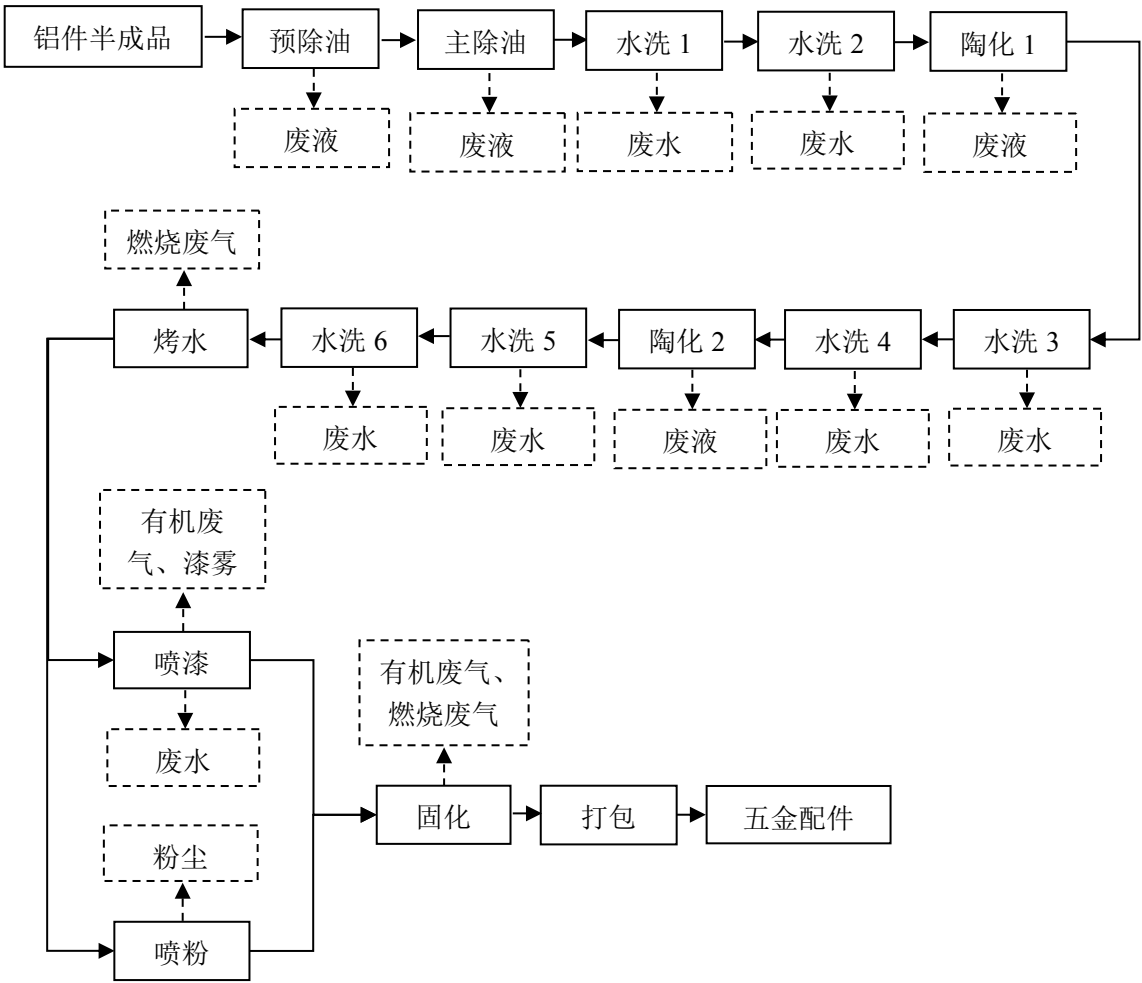 铝件半成品
预除油
主除油
水洗 1
水洗 2
陶化 1
废液
废液
废水
废水
废液
燃烧废气
烤水
水洗 6
水洗 5
陶化 2
水洗 4
水洗 3
废水
废水
废液
废水
废水
有机废
气、漆雾
喷漆
废水
有机废气、
燃烧废气
固化
打包
五金配件
粉尘
喷粉